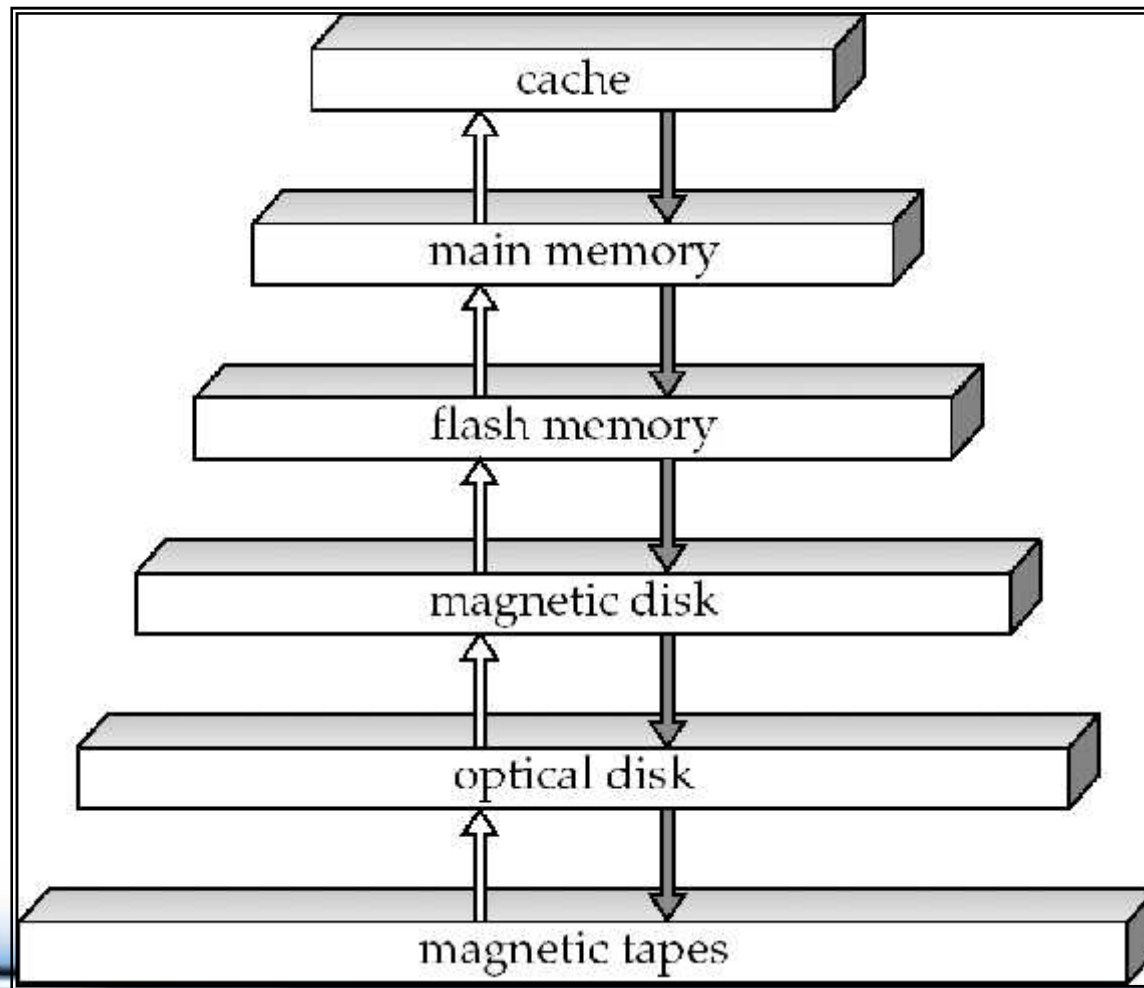 cache
main memory
flash memory
magnetic disk
optical disk
magnetic tapes